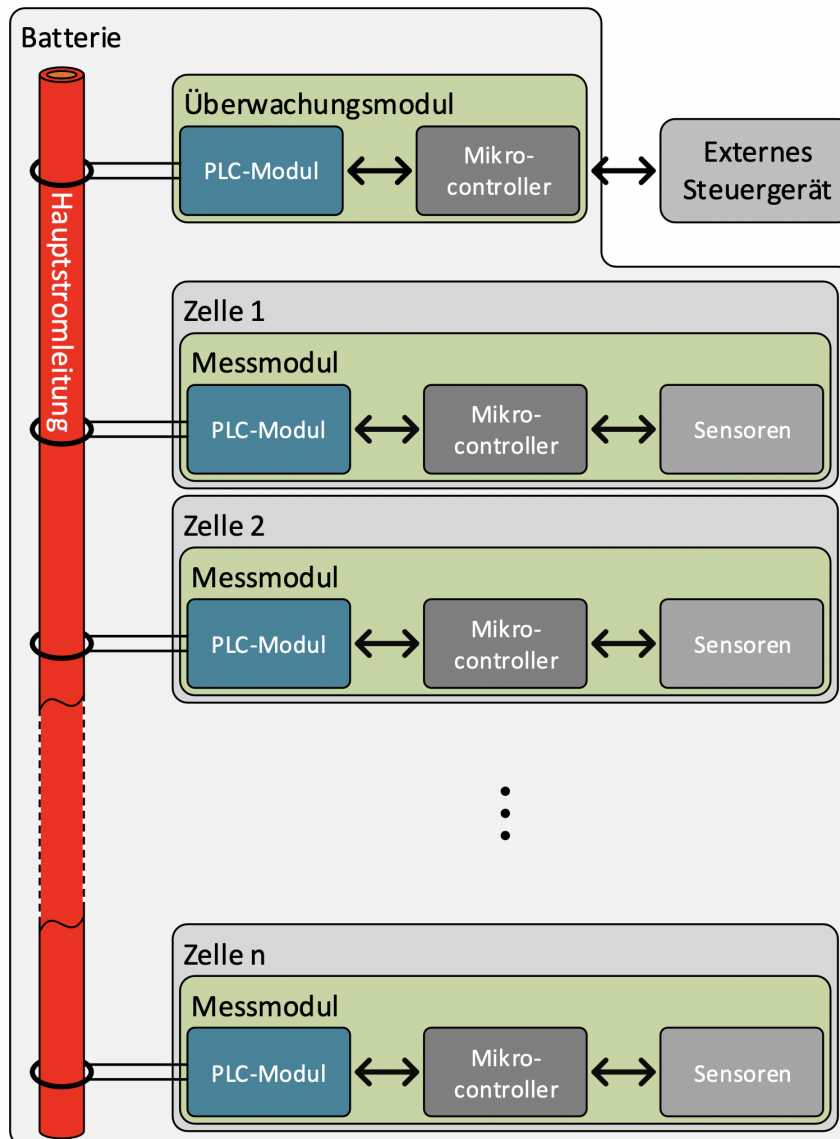 Batterie
Überwachungsmodul
PLC-Modul
Mikro-
controller
Externes
Steuergerät
Hauptstromleitung
Zelle 1
Messmodul
PLC-Modul
Mikro-
controller
Sensoren
Zelle 2
Messmodul
PLC-Modul
Mikro-
controller
Sensoren
Zelle n
Messmodul
PLC-Modul
Mikro-
controller
Sensoren